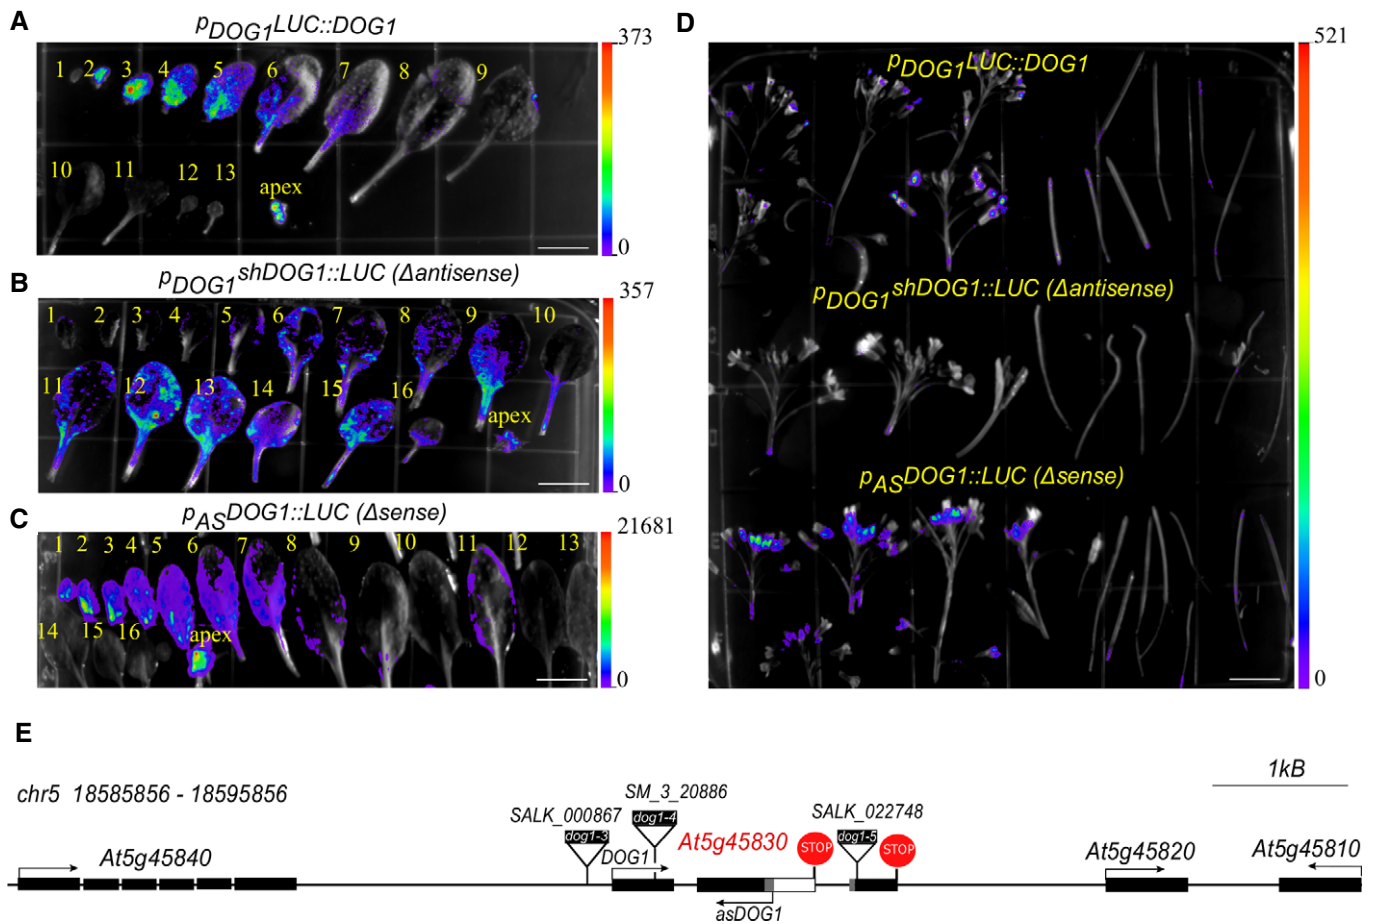 A
pDOG1LUC::DOG1
373
1 2 3 4 5 6 7 8 9
10 11 12 13 apex
0
B
pDOG1shDOG1::LUC (Δantisense)
357
1 2 3 4 5 6 7 8 9 10
11 12 13 14 15 16 apex
0
C
pASDOG1::LUC (Δsense)
21681
1 2 3 4 5 6 7 8 9 10 11 12 13
14 15 16 apex
0
D
521
pDOG1LUC::DOG1
pDOG1shDOG1::LUC (Δantisense)
pASDOG1::LUC (Δsense)
0
E
chr5 18585856 - 18595856
1kB
SM_3_20886
SALK_000867
dog1-4
SALK_022748
dog1-3
dog1-5
At5g45840
DOG1
At5g45830
STOP
STOP
At5g45820
At5g45810
asDOG1